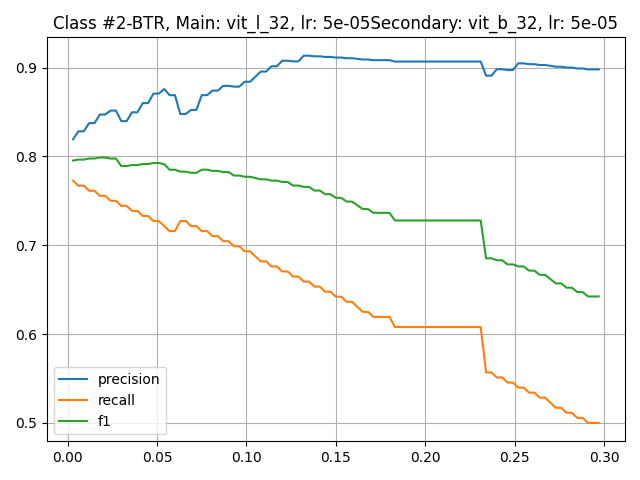 Class #2-BTR, Main: vit_l_32, lr: 5e-05Secondary: vit_b_32, lr: 5e-05
0.9
0.8
0.7
0.6
0.5
precision
recall
f1
0.00 0.05 0.10 0.15 0.20 0.25 0.30